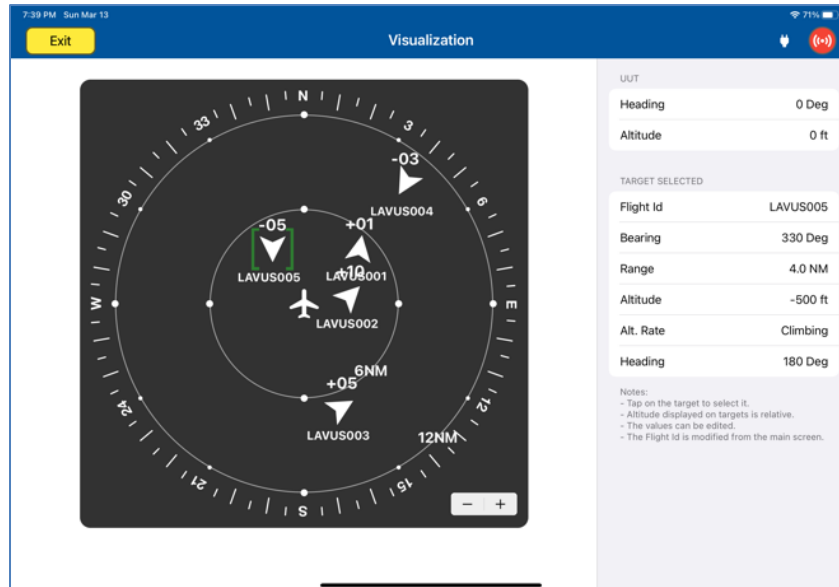 7:39 PM Sun Mar 13
71%
Exit
Visualization
N
33
3
30
6
W
E
24
12
21
15
S
-03
LAVUS004
-05
LAVUS005
+01
LAVUS001
+10
LAVUS002
6NM
+05
LAVUS003
12NM
− +
UUT
Heading 0 Deg
Altitude 0 ft
TARGET SELECTED
Flight Id LAVUS005
Bearing 330 Deg
Range 4.0 NM
Altitude -500 ft
Alt. Rate Climbing
Heading 180 Deg
Notes:
- Tap on the target to select it.
- Altitude displayed on targets is relative.
- The values can be edited.
- The Flight Id is modified from the main screen.